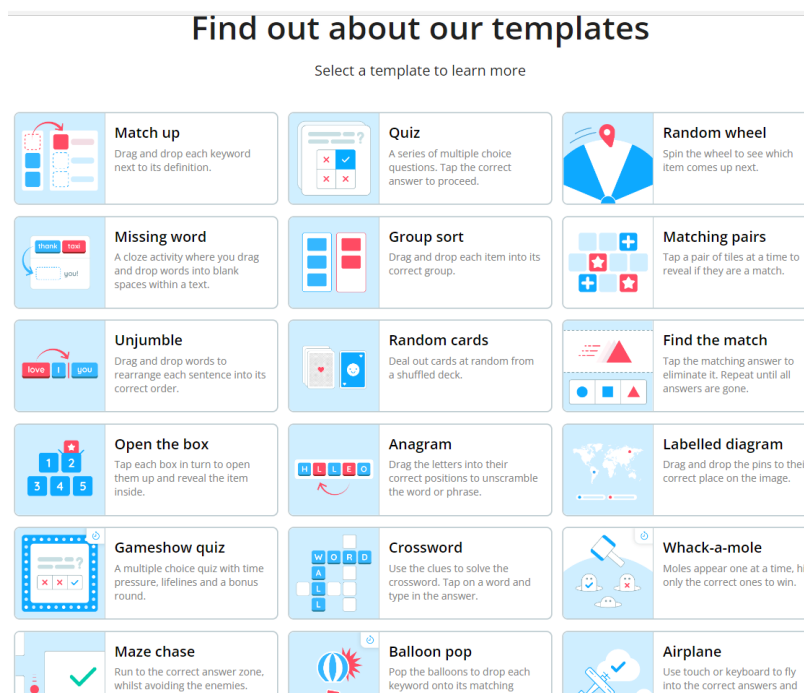 Find out about our templates
Select a template to learn more
Match up
Drag and drop each keyword
next to its definition.
Quiz
A series of multiple choice
questions. Tap the correct
answer to proceed.
Random wheel
Spin the wheel to see which
item comes up next.
thank taxi
you!
Missing word
A cloze activity where you drag
and drop words into blank
spaces within a text.
Group sort
Drag and drop each item into its
correct group.
Matching pairs
Tap a pair of tiles at a time to
reveal if they are a match.
love I you
Unjumble
Drag and drop words to
rearrange each sentence into its
correct order.
Random cards
Deal out cards at random from
a shuffled deck.
Find the match
Tap the matching answer to
eliminate it. Repeat until all
answers are gone.
1 2
3 4 5
Open the box
Tap each box in turn to open
them up and reveal the item
inside.
H L L E O
Anagram
Drag the letters into their
correct positions to unscramble
the word or phrase.
Labelled diagram
Drag and drop the pins to thei
correct place on the image.
?
Gameshow quiz
A multiple choice quiz with time
pressure, lifelines and a bonus
round.
W O R D
A
L
L
Crossword
Use the clues to solve the
crossword. Tap on a word and
type in the answer.
Whack-a-mole
Moles appear one at a time, hi
only the correct ones to win.
Maze chase
Run to the correct answer zone,
whilst avoiding the enemies.
Balloon pop
Pop the balloons to drop each
keyword onto its matching
Airplane
Use touch or keyboard to fly
into the correct answers and